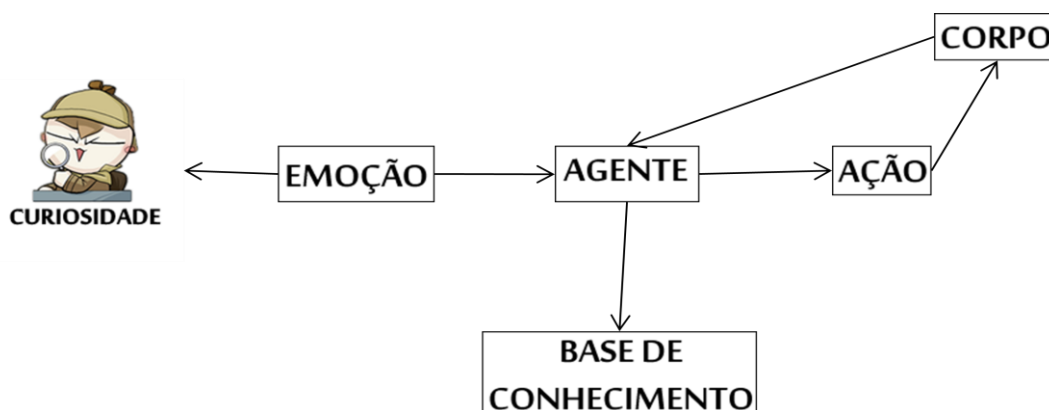 CORPO
CURIOSIDADE
EMOÇÃO
AGENTE
AÇÃO
BASE DE
CONHECIMENTO